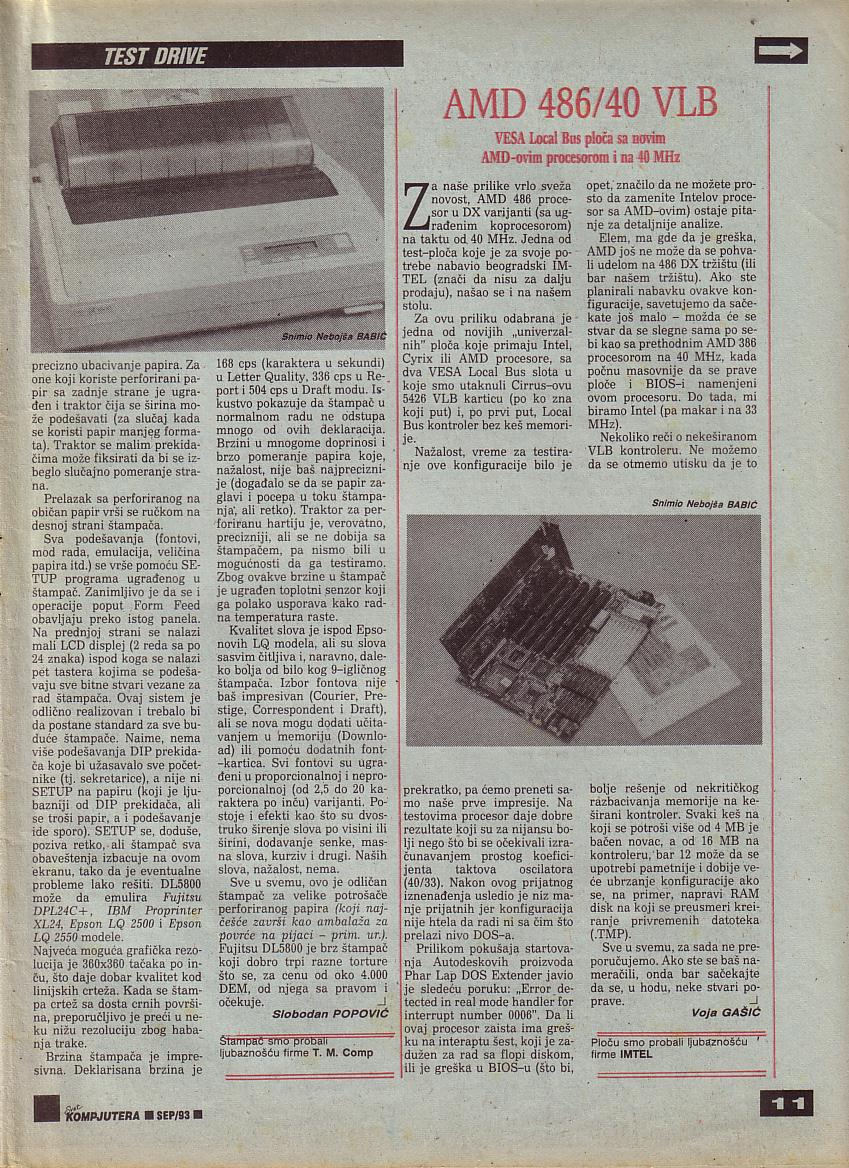 TEST DRIVE
Snimio Nebojša BABIĆ
precizno ubacivanje papira. Za
one koji koriste perforirani pa-
pir sa zadnje strane je ugra-
đen i traktor čija se širina mo-
že podešavati (za slučaj kada
se koristi papir manjeg forma-
ta). Traktor se malim prekida-
čima može fiksirati da bi se iz-
beglo slučajno pomeranje stra-
na.
Prelazak sa perforiranog na
običan papir vrši se ručkom na
desnoj strani štampača.
Sva podešavanja (fontovi,
mod rada, emulacija, veličina
papira itd.) se vrše pomoću SE-
TUP programa ugrađenog u
štampač. Zanimljivo je da se i
operacije poput Form Feed
obavljaju preko istog panela.
Na prednjoj strani se nalazi
mali LCD displej (2 reda sa po
24 znaka) ispod koga se nalazi
pet tastera kojima se podeša-
vaju sve bitne stvari vezane za
rad štampača. Ovaj sistem je
odlično realizovan i trebalo bi
da postane standard za sve bu-
duće štampače. Naime, nema
više podešavanja DIP prekida-
ča koje bi užasavalo sve počet-
nike (tj. sekretarice), a nije ni
SETUP na papiru (koji je lju-
bazniji od DIP prekidača, ali
se troši papir, a i podešavanje
ide sporo). SETUP se, doduše,
poziva retko, ali štampač sva
obaveštenja izbacuje na ovom
ekranu, tako da je eventualne
probleme lako rešiti. DL5800
može da emulira Fujitsu
DPL24C+, IBM Proprinter
XL24, Epson LQ 2500 i Epson
LQ 2550 modele.
Najveća moguća grafička rezo-
lucija je 360x360 tačaka po in-
ču, što daje dobar kvalitet kod
linijskih crteža. Kada se štam-
pa crtež sa dosta crnih površi-
na, preporučljivo je preći u ne-
ku nižu rezoluciju zbog haba-
nja trake.
Brzina štampača je impre-
sivna. Deklarisana brzina je
168 cps (karaktera u sekundi)
u Letter Quality, 336 cps u Re-
port i 504 cps u Draft modu. Is-
kustvo pokazuje da štampač u
normalnom radu ne odstupa
mnogo od ovih deklaracija.
Brzini u mnogome doprinosi i
brzo pomeranje papira koje,
nažalost, nije baš najprecizni-
je (događalo se da se papir za-
glavi i pocepa u toku štampa-
nja, ali retko). Traktor za per-
foriranu hartiju je, verovatno,
precizniji, ali se ne dobija sa
štampačem, pa nismo bili u
mogućnosti da ga testiramo.
Zbog ovakve brzine u štampač
je ugrađen toplotni senzor koji
ga polako usporava kako rad-
na temperatura raste.
Kvalitet slova je ispod Epso-
novih LQ modela, ali su slova
sasvim čitljiva i, naravno, dale-
ko bolja od bilo kog 9-igličnog
štampača. Izbor fontova nije
baš impresivan (Courier, Pre-
stige, Correspondent i Draft),
ali se nova mogu dodati učita-
vanjem u memoriju (Downlo-
ad) ili pomoću dodatnih font-
-kartica. Svi fontovi su ugra-
đeni u proporcionalnoj i nepro-
porcionalnoj (od 2,5 do 20 ka-
raktera po inču) varijanti. Po-
stoje i efekti kao što su dvos-
truko širenje slova po visini ili
širini, dodavanje senke, mas-
na slova, kurziv i drugi. Naših
slova, nažalost, nema.
Sve u svemu, ovo je odličan
štampač za velike potrošače
perforiranog papira (koji naj-
češće završi kao ambalaža za
povrće na pijaci – prim. ur.).
Fujitsu DL5800 je brz štampač
koji dobro trpi razne torture
što se, za cenu od oko 4.000
DEM, od njega sa pravom i
očekuje.
Slobodan POPOVIĆ
Štampač smo probali
ljubaznošću firme T. M. Comp
AMD 486/40 VLB
VESA Local Bus ploča sa novim
AMD-ovim procesorom i na 40 MHz
Za naše prilike vrlo sveža
novost, AMD 486 proce-
sor u DX varijanti (sa ug-
rađenim koprocesorom)
na taktu od 40 MHz. Jedna od
test-ploča koje je za svoje po-
trebe nabavio beogradski IM-
TEL (znači da nisu za dalju
prodaju), našao se i na našem
stolu.
Za ovu priliku odabrana je
jedna od novijih „univerzal-
nih” ploča koje primaju Intel,
Cyrix ili AMD procesore, sa
dva VESA Local Bus slota u
koje smo utaknuli Cirrus-ovu
5426 VLB karticu (po ko zna
koji put) i, po prvi put, Local
Bus kontroler bez keš memori-
je.
Nažalost, vreme za testira-
nje ove konfiguracije bilo je
opet, značilo da ne možete pro-
sto da zamenite Intelov proce-
sor sa AMD-ovim) ostaje pita-
nje za detaljnije analize.
Elem, ma gde da je greška,
AMD još ne može da se pohva-
li udelom na 486 DX tržištu (ili
bar našem tržištu). Ako ste
planirali nabavku ovakve kon-
figuracije, savetujemo da sače-
kate još malo – možda će se
stvar da se slegne sama po se-
bi kao sa prethodnim AMD 386
procesorom na 40 MHz, kada
počnu masovnije da se prave
ploče i BIOS-i namenjeni
ovom procesoru. Do tada, mi
biramo Intel (pa makar i na 33
MHz).
Nekoliko reči o nekeširanom
VLB kontroleru. Ne možemo
da se otmemo utisku da je to
Snimio Nebojša BABIĆ
prekratko, pa ćemo preneti sa-
mo naše prve impresije. Na
testovima procesor daje dobre
rezultate koji su za nijansu bo-
lji nego što bi se očekivali izra-
čunavanjem prostog koefici-
jenta taktova oscilatora
(40/33). Nakon ovog prijatnog
iznenađenja usledio je niz ma-
nje prijatnih jer konfiguracija
nije htela da radi ni sa čim što
prelazi nivo DOS-a.
Prilikom pokušaja startova-
nja Autodeskovih proizvoda
Phar Lap DOS Extender javio
je sledeću poruku: „Error de-
tected in real mode handler for
interrupt number 0006”. Da li
ovaj procesor zaista ima greš-
ku na interaptu šest, koji je za-
dužen za rad sa flopi diskom,
ili je greška u BIOS-u (što bi,
bolje rešenje od nekritičkog
razbacivanja memorije na ke-
širani kontroler. Svaki keš na
koji se potroši više od 4 MB je
bačen novac, a od 16 MB na
kontroleru, bar 12 može da se
upotrebi pametnije i dobije ve-
će ubrzanje konfiguracije ako
se, na primer, napravi RAM
disk na koji se preusmeri krei-
ranje privremenih datoteka
(.TMP).
Sve u svemu, za sada ne pre-
poručujemo. Ako ste se baš na-
meračili, onda bar sačekajte
da se, u hodu, neke stvari po-
prave.
Voja GAŠIĆ
Ploču smo probali ljubaznošću
firme IMTEL
Svet
KOMPJUTERA ■ SEP/93 ■
11